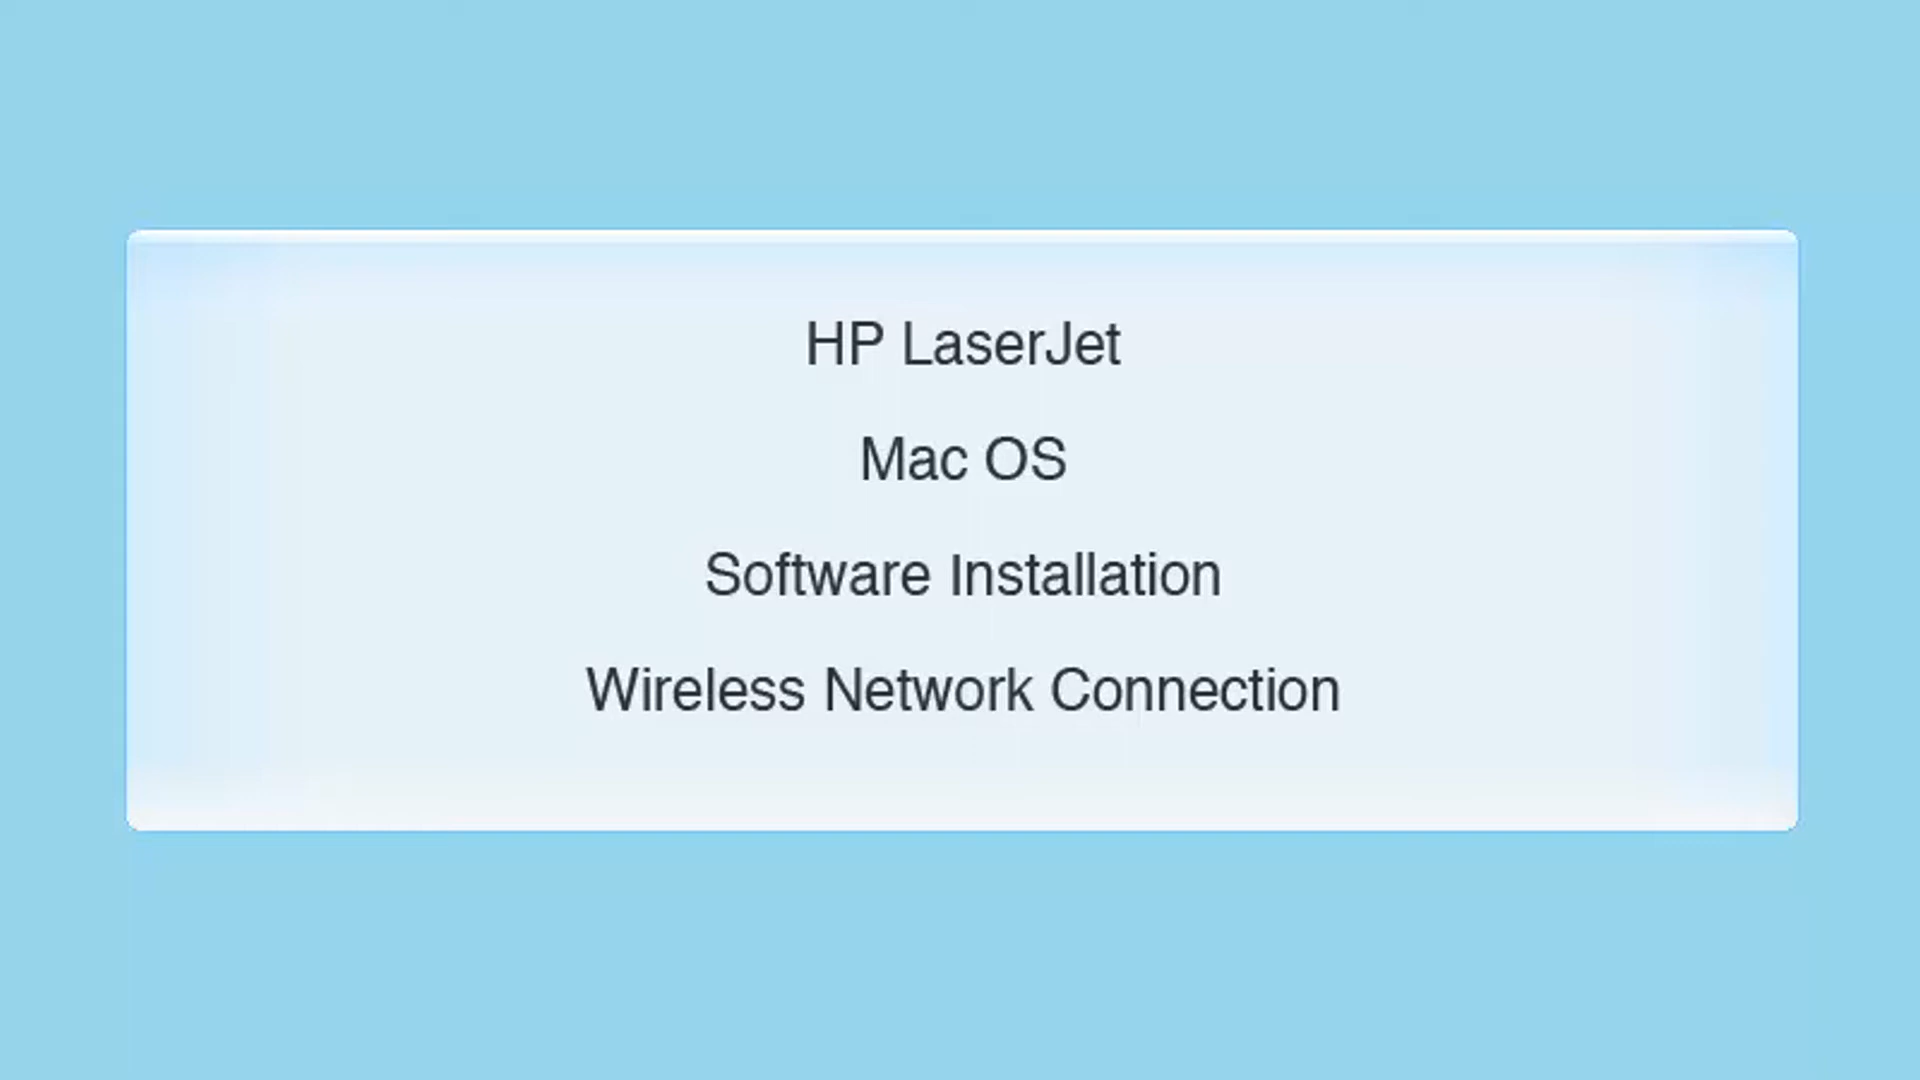 HP LaserJet
Mac OS
Software Installation
Wireless Network Connection